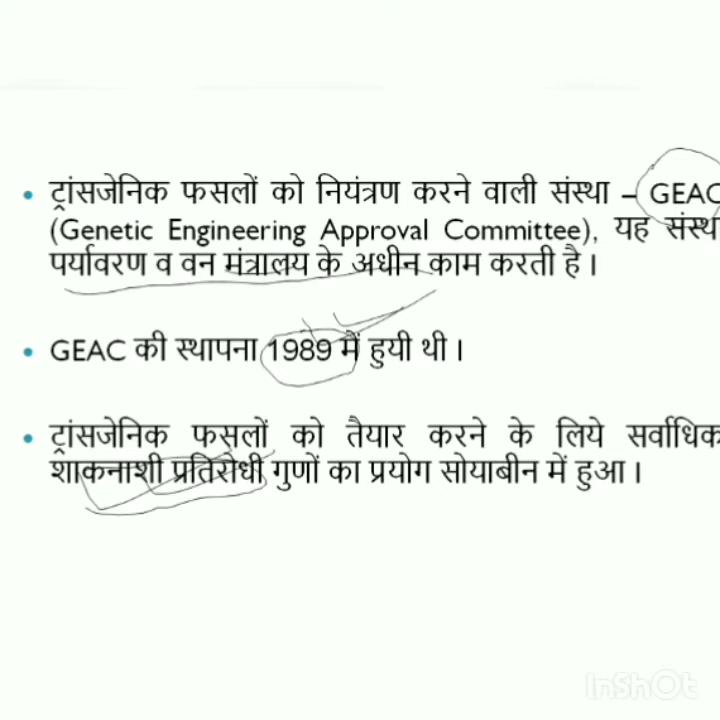 • ट्रांसजेनिक फसलों को नियंत्रण करने वाली संस्था – GEAC
(Genetic Engineering Approval Committee), यह संस्थ
पर्यावरण व वन मंत्रालय के अधीन काम करती है।
• GEAC की स्थापना 1989 में हुयी थी।
• ट्रांसजेनिक फसलों को तैयार करने के लिये सर्वाधिक
शाकनाशी प्रतिरोधी गुणों का प्रयोग सोयाबीन में हुआ।
InShOt